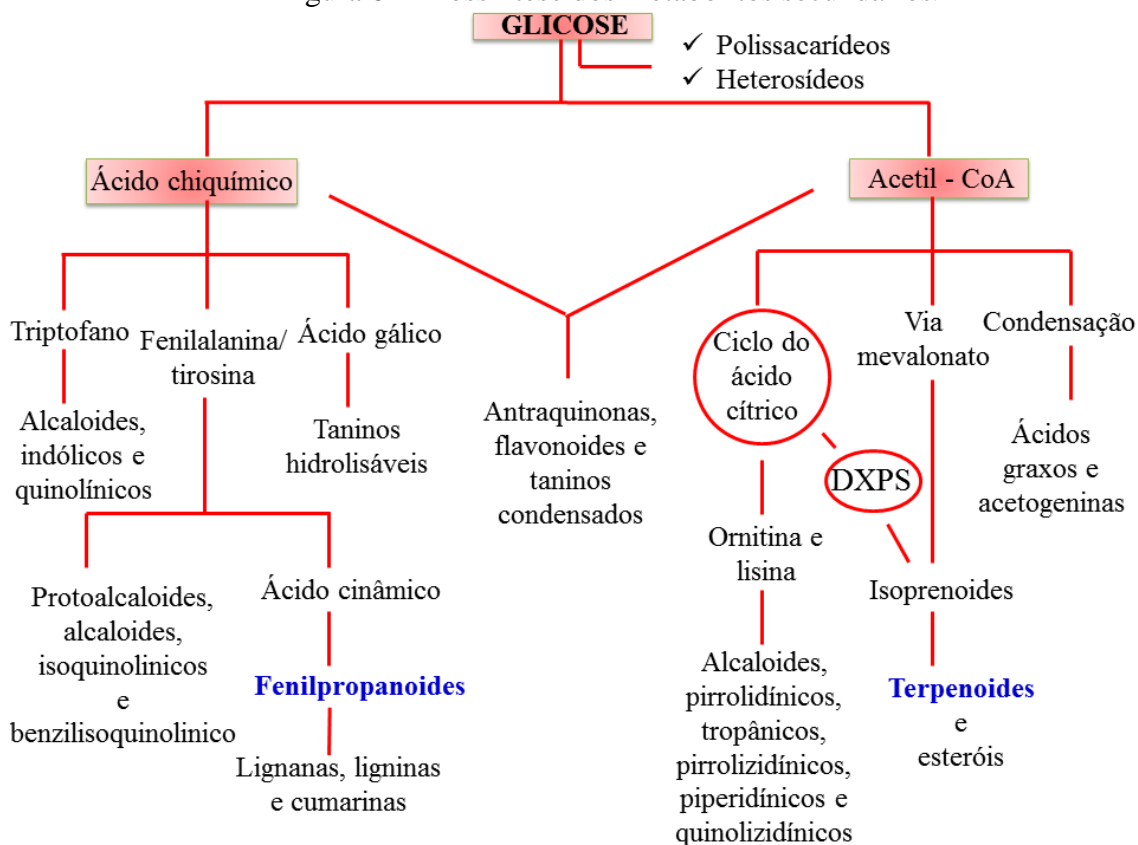 GLICOSE
✓ Polissacarídeos
✓ Heterosídeos
Ácido chiquímico
Acetil - CoA
Triptofano
Fenilalanina/
tirosina
Ácido gálico
Ciclo do
ácido
cítrico
Via
mevalonato
Condensação
Alcaloides,
indólicos e
quinolínicos
Taninos
hidrolisáveis
Antraquinonas,
flavonoides e
taninos
condensados
DXPS
Ácidos
graxos e
acetogeninas
Ornitina e
lisina
Isoprenoides
Protoalcaloides,
alcaloides,
isoquinolinicos
e
benzilisoquinolinico
Ácido cinâmico
Fenilpropanoides
Lignanas, ligninas
e cumarinas
Alcaloides,
pirrolidínicos,
tropânicos,
pirrolizidínicos,
piperidínicos e
quinolizidínicos
Terpenoides
e
esteróis